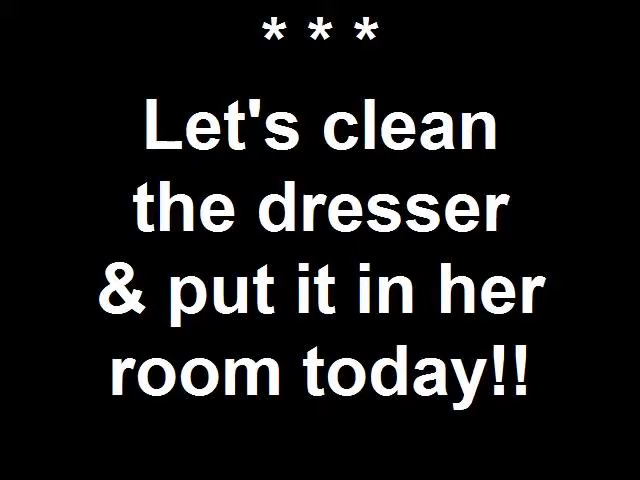 * * *
Let's clean
the dresser
& put it in her
room today!!